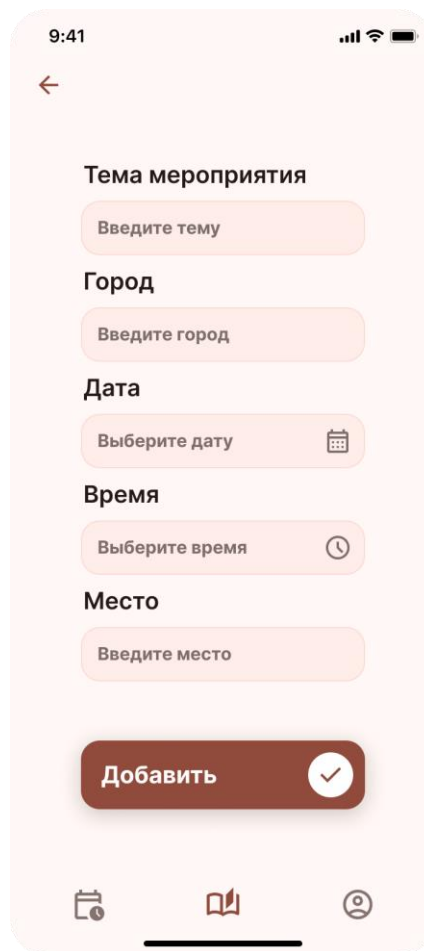 9:41
Тема мероприятия
Введите тему
Город
Введите город
Дата
Выберите дату
Время
Выберите время
Место
Введите место
Добавить